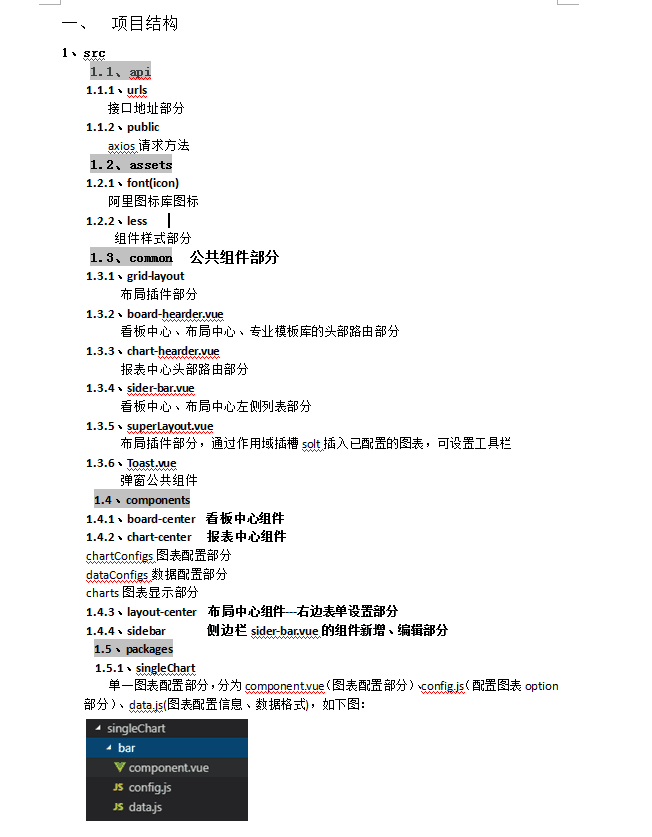 一、 项目结构
1、src
1.1、api
1.1.1、urls
接口地址部分
1.1.2、public
axios 请求方法
1.2、assets
1.2.1、font(icon)
阿里图标库图标
1.2.2、less
组件样式部分
1.3、common 公共组件部分
1.3.1、grid-layout
布局插件部分
1.3.2、board-hearder.vue
看板中心、布局中心、专业模板库的头部路由部分
1.3.3、chart-hearder.vue
报表中心头部路由部分
1.3.4、sider-bar.vue
看板中心、布局中心左侧列表部分
1.3.5、superLayout.vue
布局插件部分，通过作用域插槽 solt 插入已配置的图表，可设置工具栏
1.3.6、Toast.vue
弹窗公共组件
1.4、components
1.4.1、board-center 看板中心组件
1.4.2、chart-center 报表中心组件
chartConfigs 图表配置部分
dataConfigs 数据配置部分
charts 图表显示部分
1.4.3、layout-center 布局中心组件---右边表单设置部分
1.4.4、sidebar 侧边栏 sider-bar.vue 的组件新增、编辑部分
1.5、packages
1.5.1、singleChart
单一图表配置部分，分为 component.vue（图表配置部分）、config.js（配置图表 option
部分）、data.js(图表配置信息、数据格式)，如下图：
singleChart
bar
component.vue
JS config.js
JS data.js